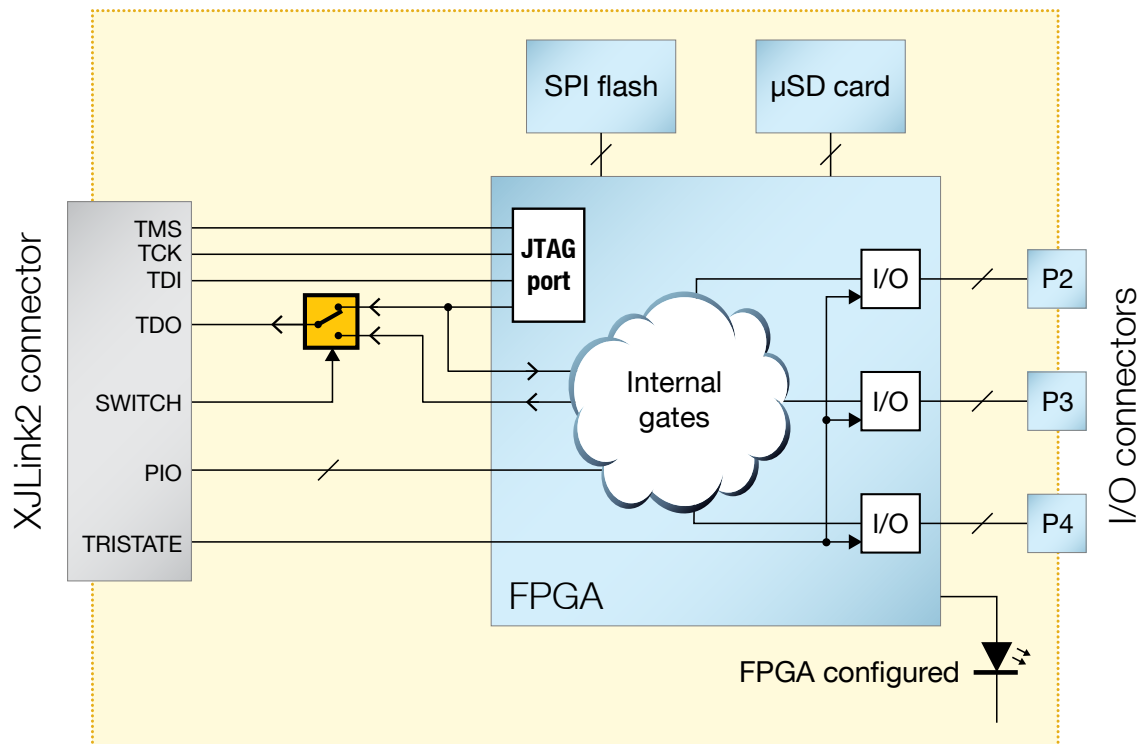 SPI flash
µSD card
XJLink2 connector
TMS
TCK
TDI
TDO
SWITCH
PIO
TRISTATE
JTAG
port
Internal
gates
I/O
I/O
I/O
P2
P3
P4
I/O connectors
FPGA
FPGA configured